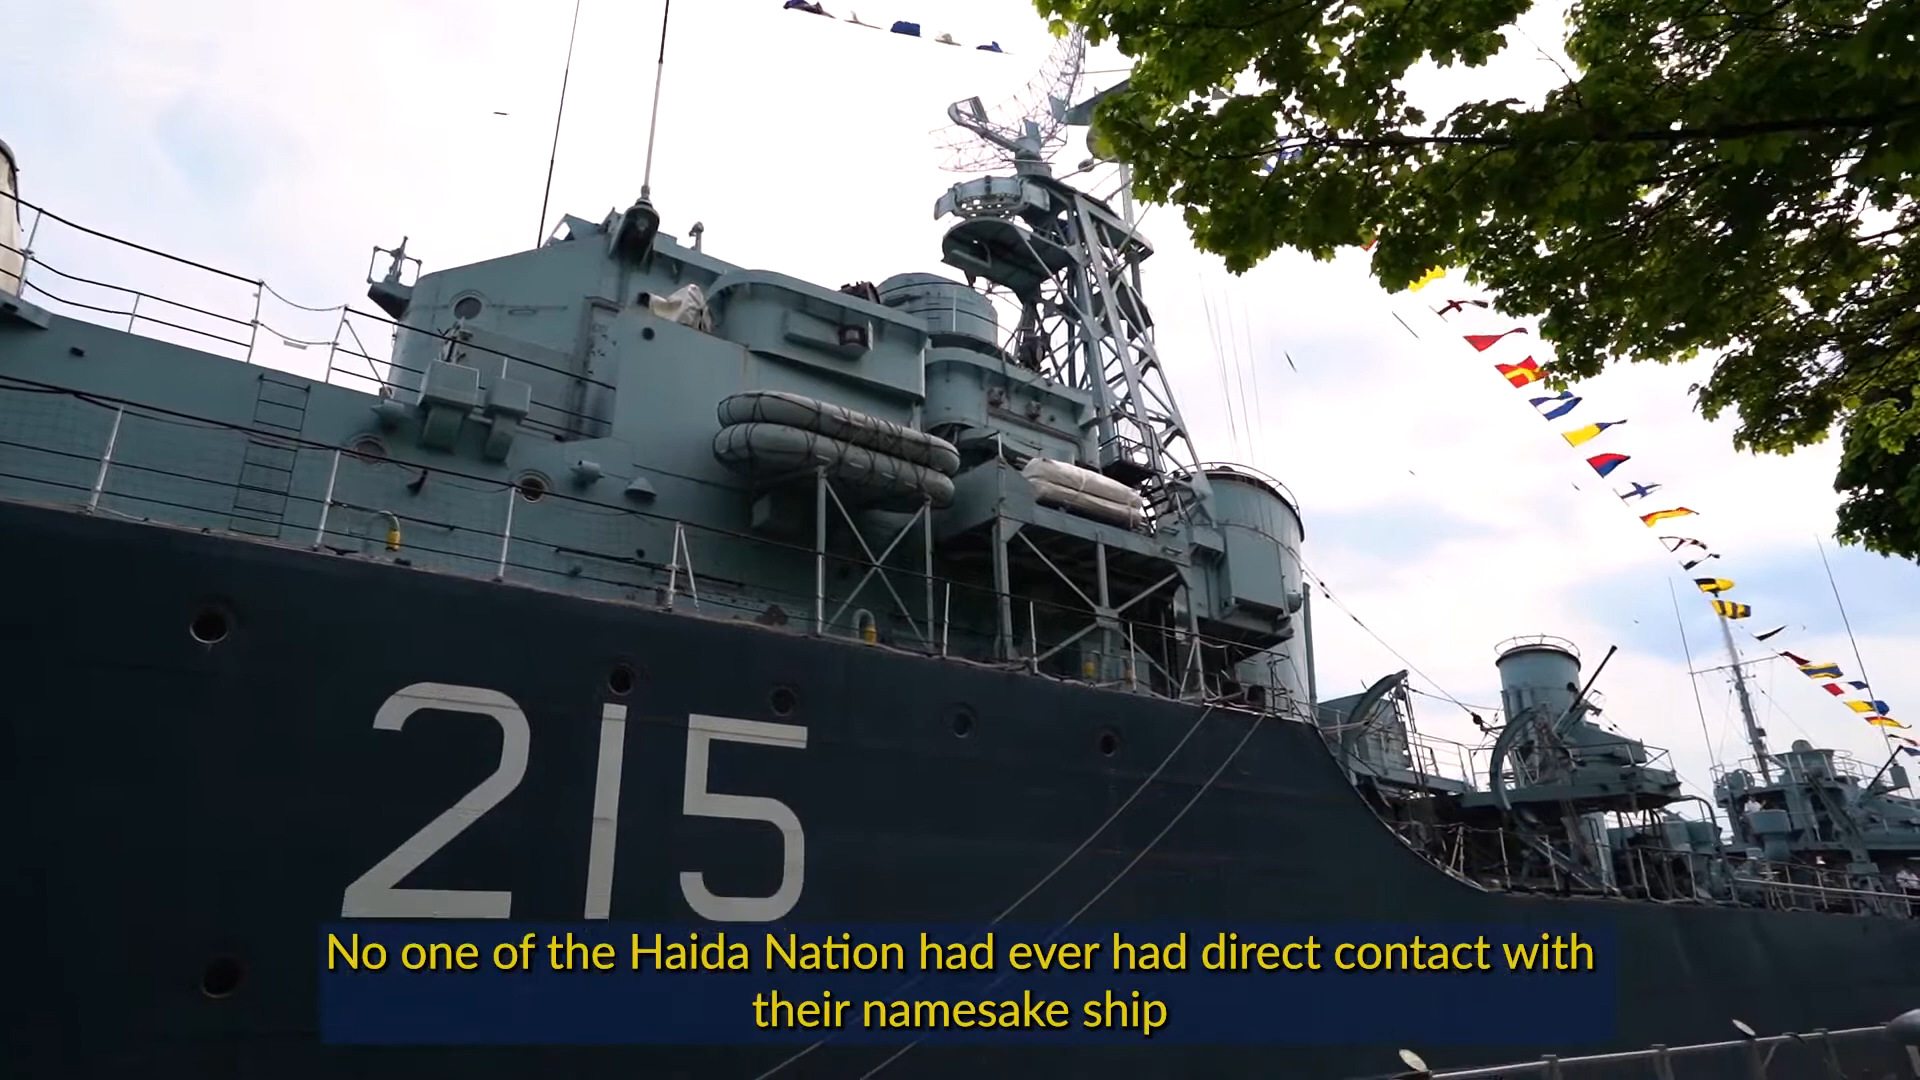 215
No one of the Haida Nation had ever had direct contact with
their namesake ship